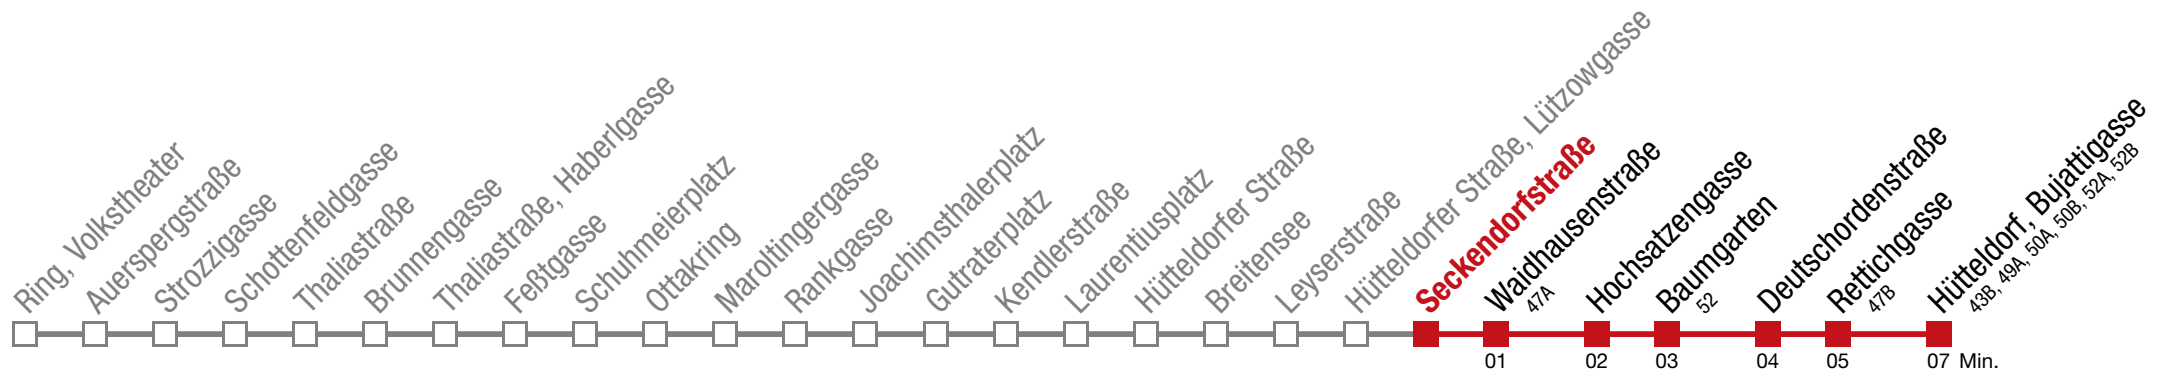 Ring, Volkstheater
Auerspergstraße
Strozzigasse
Schottenfeldgasse
Thaliastraße
Brunnengasse
Thaliastraße, Haberlgasse
Feßtgasse
Schuhmeierplatz
Ottakring
Maroltingergasse
Rankgasse
Joachimsthalerplatz
Gutraterplatz
Kendlerstraße
Laurentiusplatz
Hütteldorfer Straße
Breitensee
Leyserstraße
Hütteldorfer Straße, Lützowgasse
Seckendorfstraße
Waidhausenstraße
47A
Hochsatzengasse
Baumgarten
52
Deutschordenstraße
Rettichgasse
47B
Hütteldorf, Bujattigasse
43B, 49A, 50A, 50B, 52A, 52B
01 02 03 04 05 07 Min.